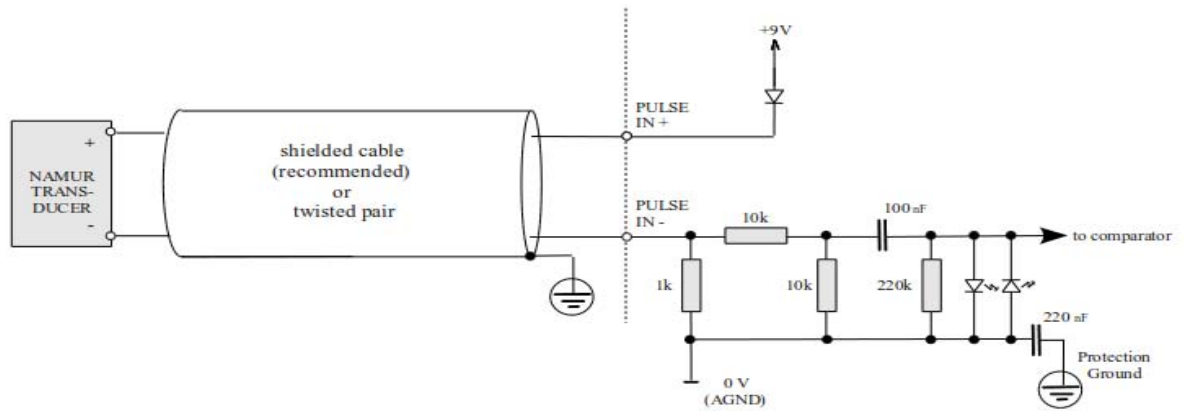 +9V
PULSE
IN +
+
NAMUR
TRANS-
DUCER
-
shielded cable
(recommended)
or
twisted pair
PULSE
IN -
10k
100 nF
to comparator
1k
10k
220k
220 nF
0 V
(AGND)
Protection
Ground